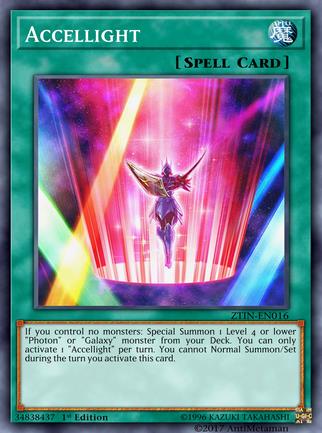 Accellight
[Spell Card]
ZTIN-EN016
If you control no monsters: Special Summon 1 Level 4 or lower
"Photon" or "Galaxy" monster from your Deck. You can only
activate 1 "Accellight" per turn. You cannot Normal Summon/Set
during the turn you activate this card.
34838437 1st Edition ©1996 KAZUKI TAKAHASHI
©2017 AntiMetaman